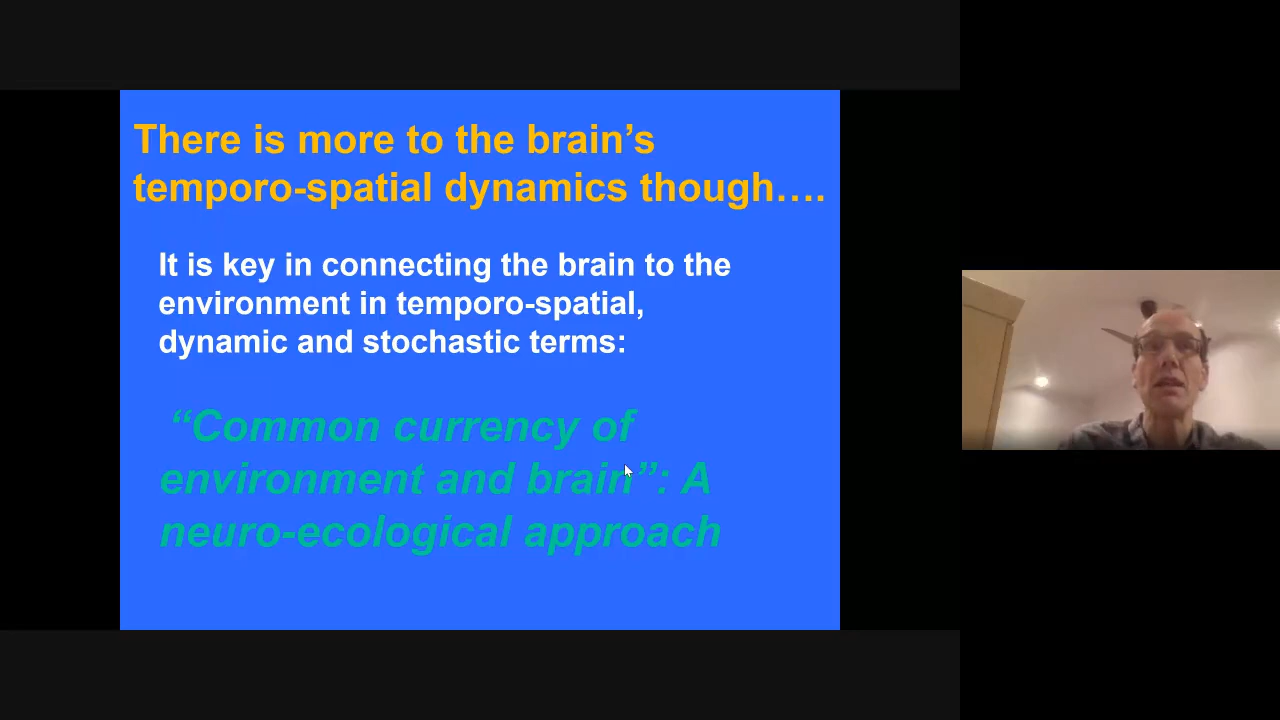 There is more to the brain’s
temporo-spatial dynamics though….
It is key in connecting the brain to the
environment in temporo-spatial,
dynamic and stochastic terms:
“Common currency of
environment and brain”: A
neuro-ecological approach